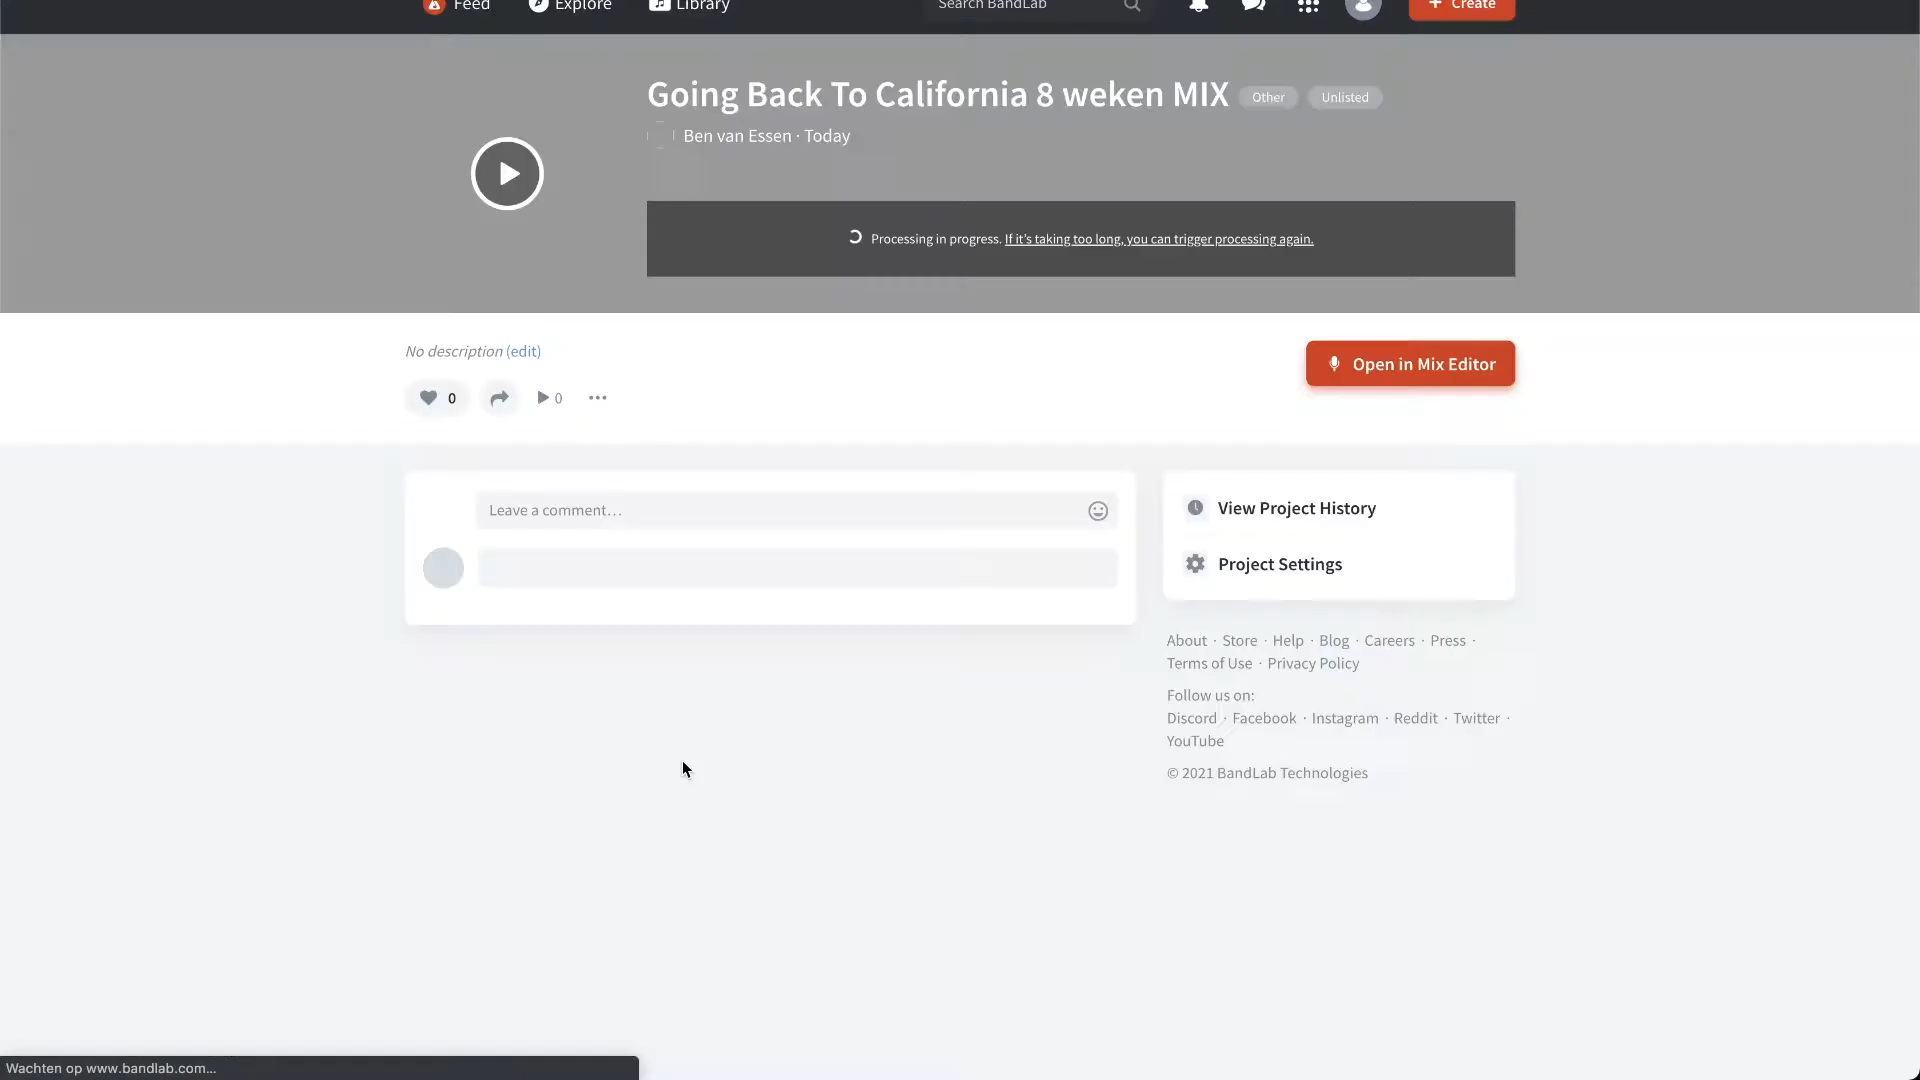 Feed Explore Library Search BandLab + Create
Going Back To California 8 weken MIX Other Unlisted
Ben van Essen · Today
Processing in progress. If it's taking too long, you can trigger processing again.
No description (edit)
Open in Mix Editor
0 0
Leave a comment...
View Project History
Project Settings
About · Store · Help · Blog · Careers · Press ·
Terms of Use · Privacy Policy
Follow us on:
Discord · Facebook · Instagram · Reddit · Twitter ·
YouTube
© 2021 BandLab Technologies
Wachten op www.bandlab.com...